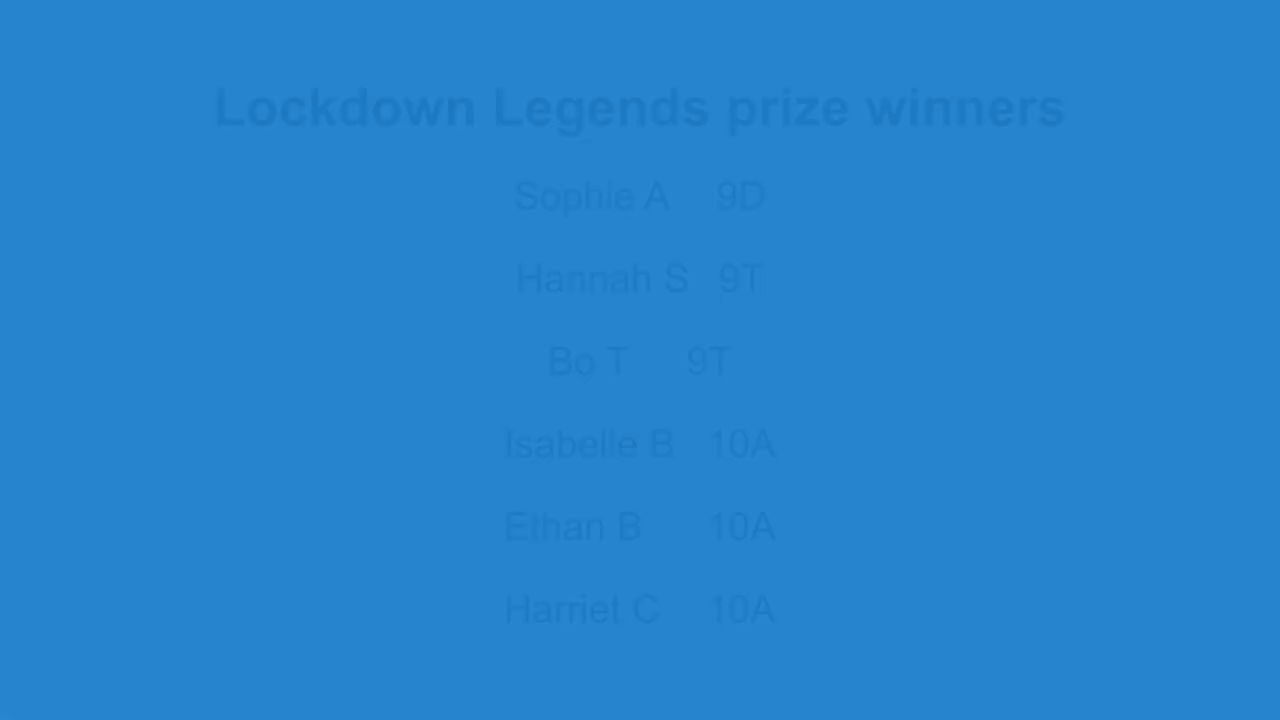 Lockdown Legends prize winners
Sophie A 9D
Hannah S 9T
Bo T 9T
Isabelle B 10A
Ethan B 10A
Harriet C 10A